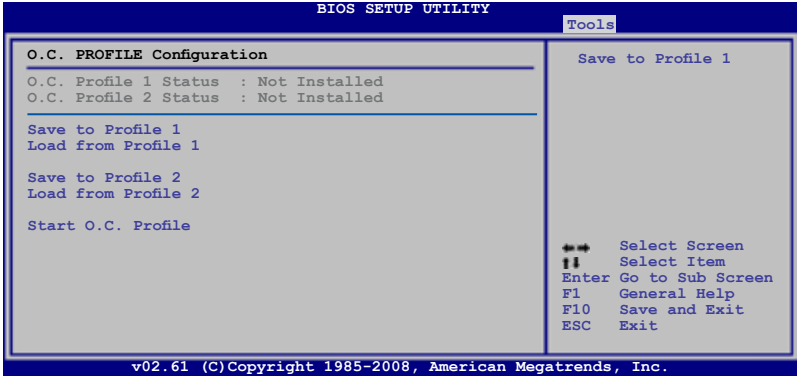 BIOS SETUP UTILITY
Tools
O.C. PROFILE Configuration
O.C. Profile 1 Status : Not Installed
O.C. Profile 2 Status : Not Installed
Save to Profile 1
Load from Profile 1
Save to Profile 2
Load from Profile 2
Start O.C. Profile
Save to Profile 1
←→ Select Screen
↑↓ Select Item
Enter Go to Sub Screen
F1 General Help
F10 Save and Exit
ESC Exit
v02.61 (C)Copyright 1985-2008, American Megatrends, Inc.